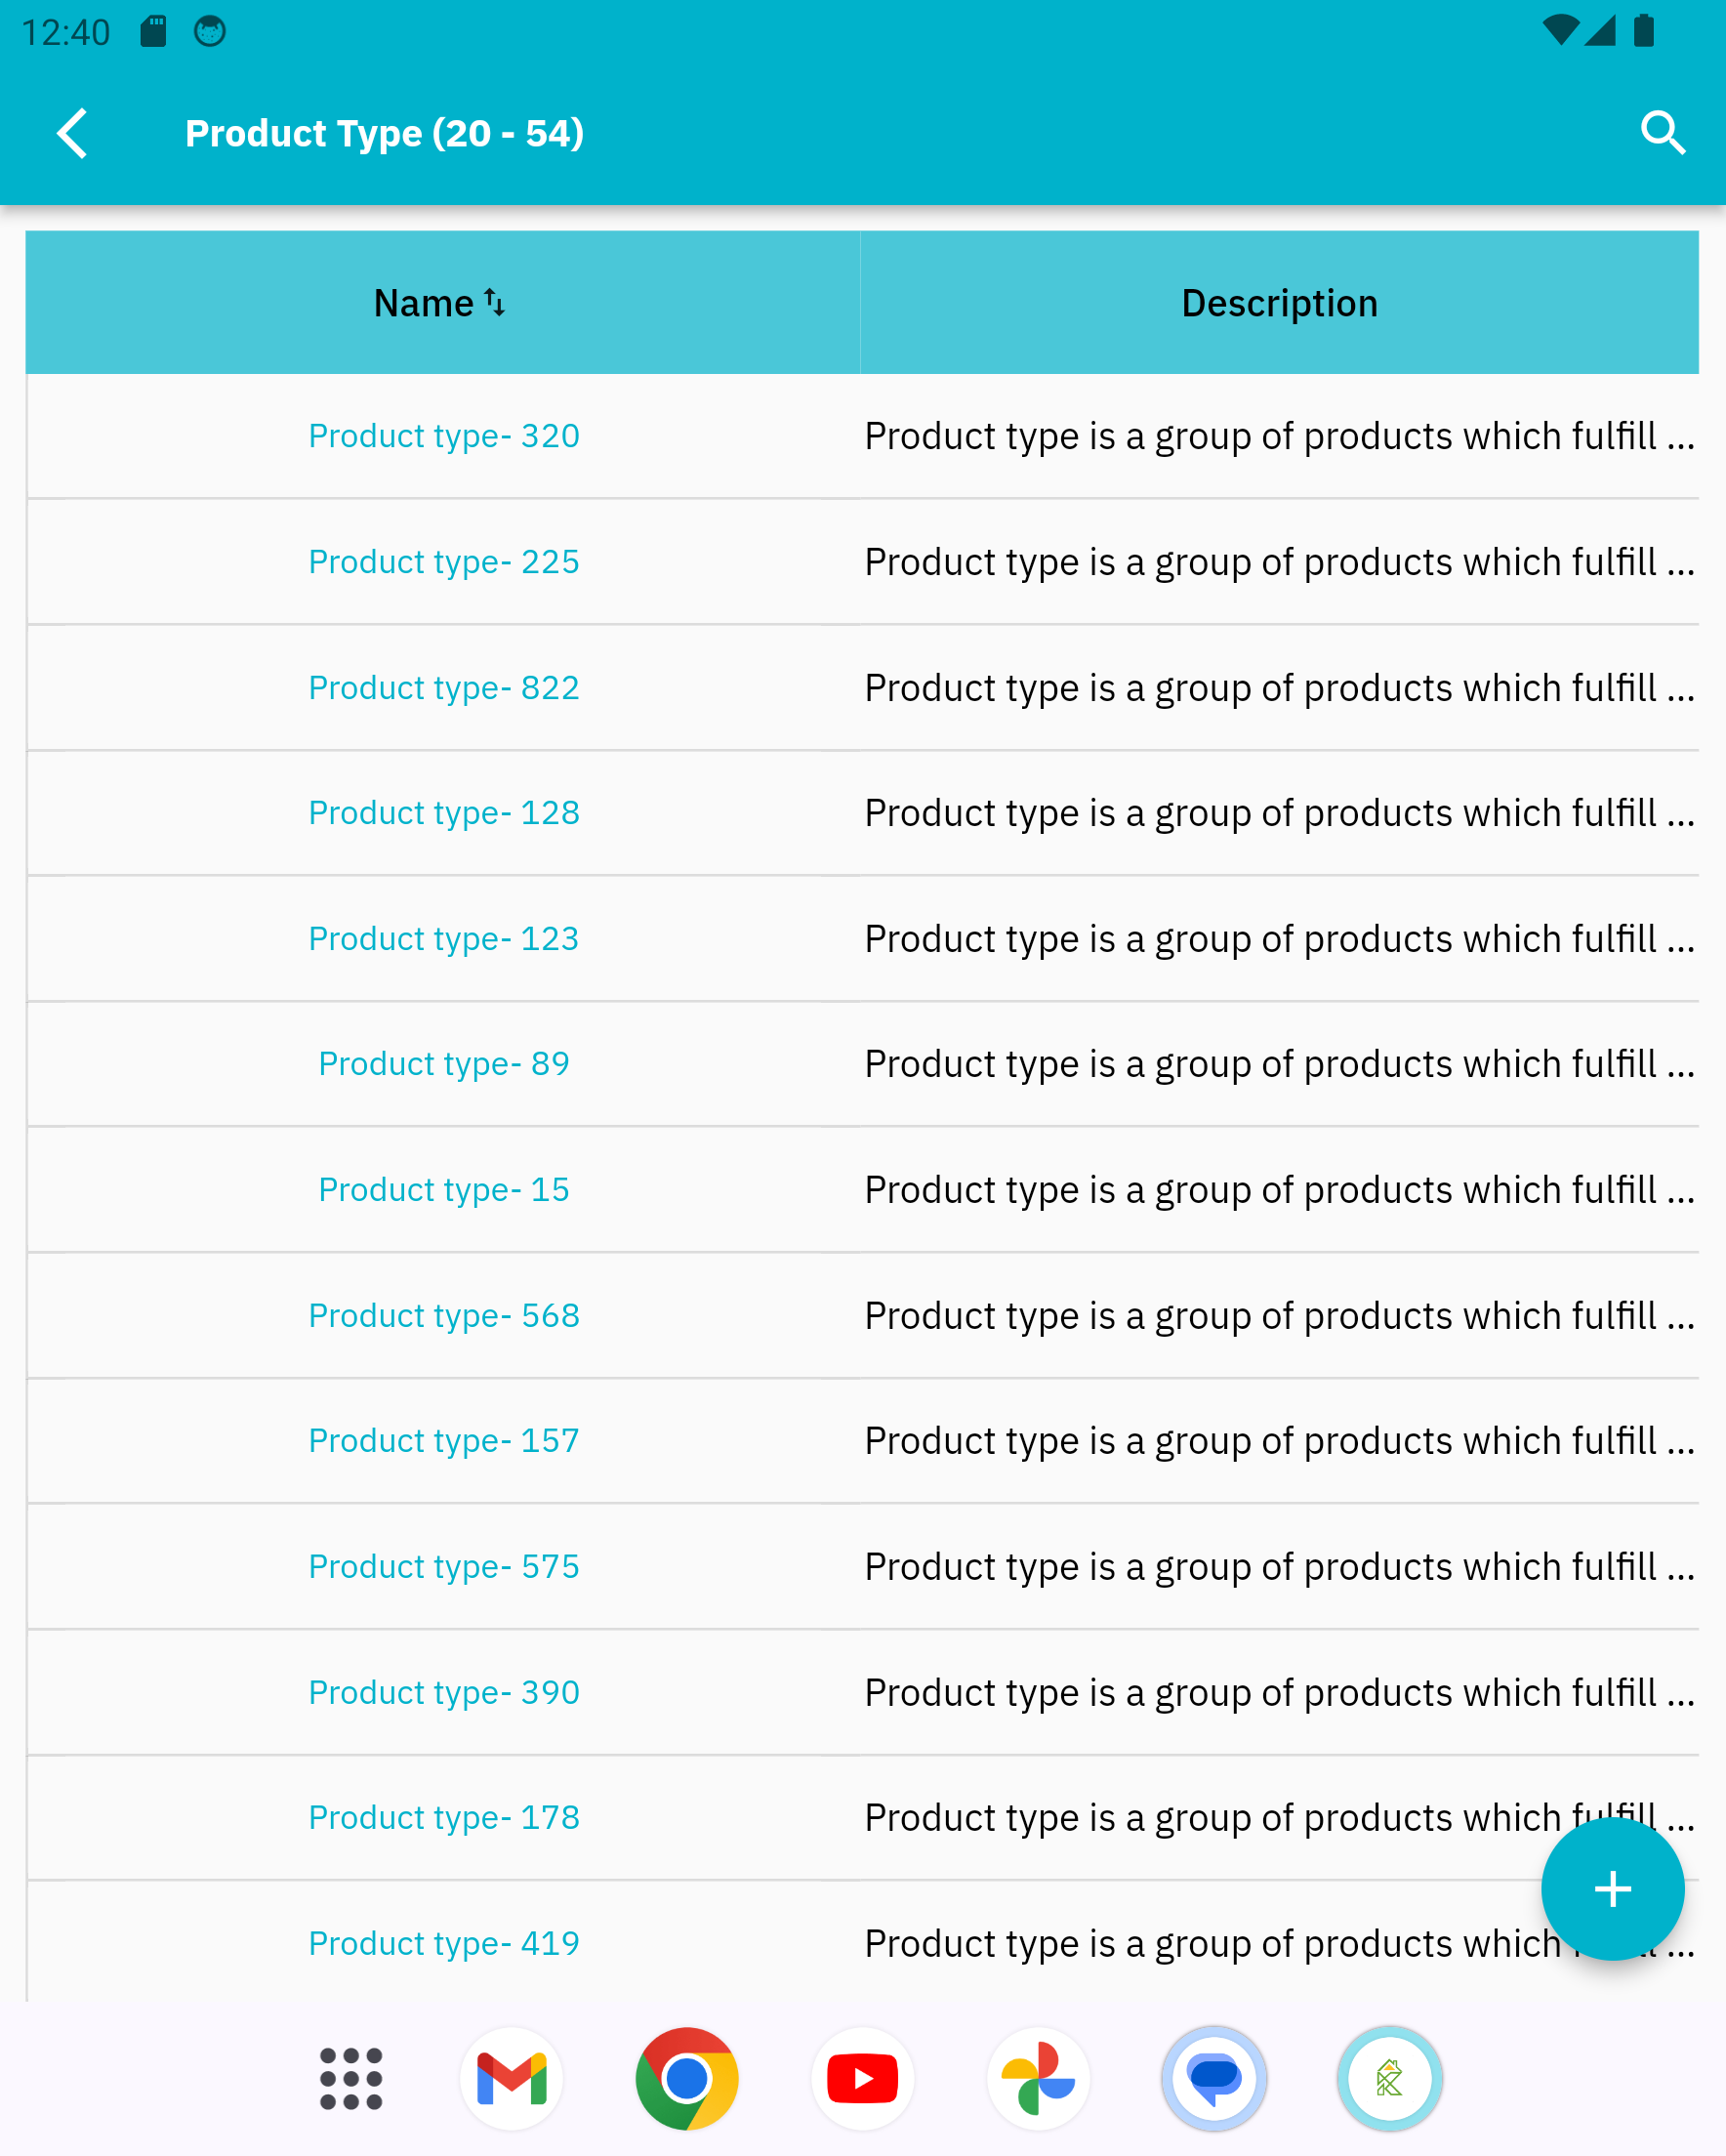 12:40
Product Type (20 - 54)
Name Description
Product type- 320 Product type is a group of products which fulfill ...
Product type- 225 Product type is a group of products which fulfill ...
Product type- 822 Product type is a group of products which fulfill ...
Product type- 128 Product type is a group of products which fulfill ...
Product type- 123 Product type is a group of products which fulfill ...
Product type- 89 Product type is a group of products which fulfill ...
Product type- 15 Product type is a group of products which fulfill ...
Product type- 568 Product type is a group of products which fulfill ...
Product type- 157 Product type is a group of products which fulfill ...
Product type- 575 Product type is a group of products which fulfill ...
Product type- 390 Product type is a group of products which fulfill ...
Product type- 178 Product type is a group of products which fulfill ...
Product type- 419 Product type is a group of products which ...